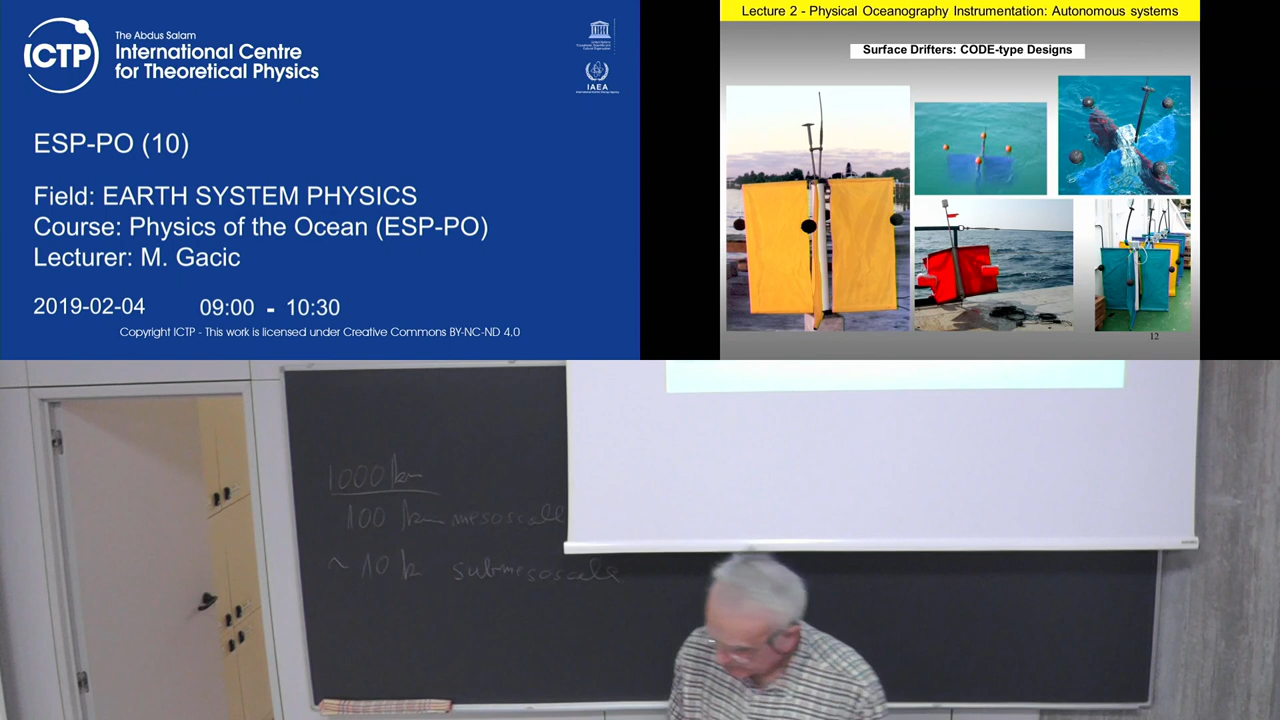 The Abdus Salam
ICTP
International Centre
for Theoretical Physics
IAEA
ESP-PO (10)
Field: EARTH SYSTEM PHYSICS
Course: Physics of the Ocean (ESP-PO)
Lecturer: M. Gacic
2019-02-04 09:00 - 10:30
Copyright ICTP - This work is licensed under Creative Commons BY-NC-ND 4.0
Lecture 2 - Physical Oceanography Instrumentation: Autonomous systems
Surface Drifters: CODE-type Designs
12
1000 km
100 km mesoscale
~ 10 k submesoscale